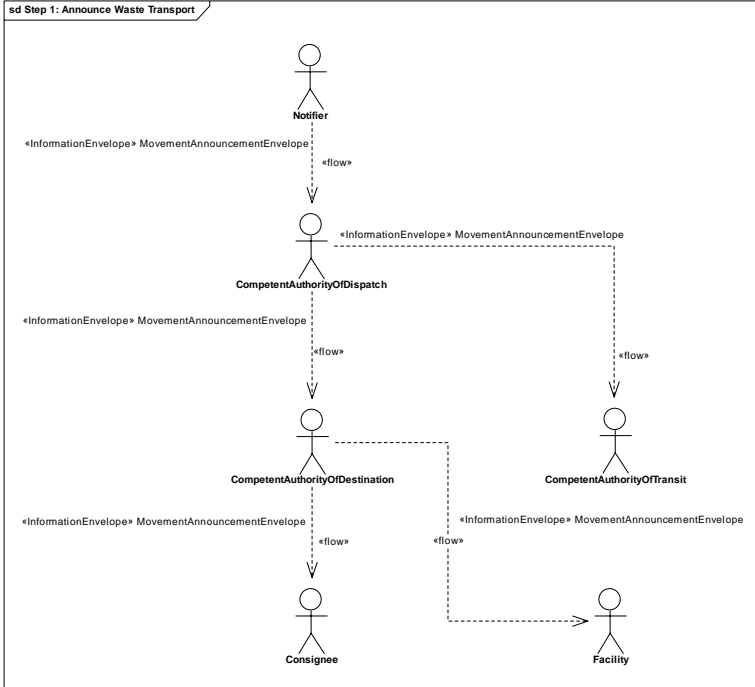 sd Step 1: Announce Waste Transport
Notifier
«InformationEnvelope» MovementAnnouncementEnvelope
«flow»
«InformationEnvelope» MovementAnnouncementEnvelope
CompetentAuthorityOfDispatch
«InformationEnvelope» MovementAnnouncementEnvelope
«flow»
«flow»
CompetentAuthorityOfDestination
CompetentAuthorityOfTransit
«InformationEnvelope» MovementAnnouncementEnvelope
«InformationEnvelope» MovementAnnouncementEnvelope
«flow»
«flow»
Consignee
Facility